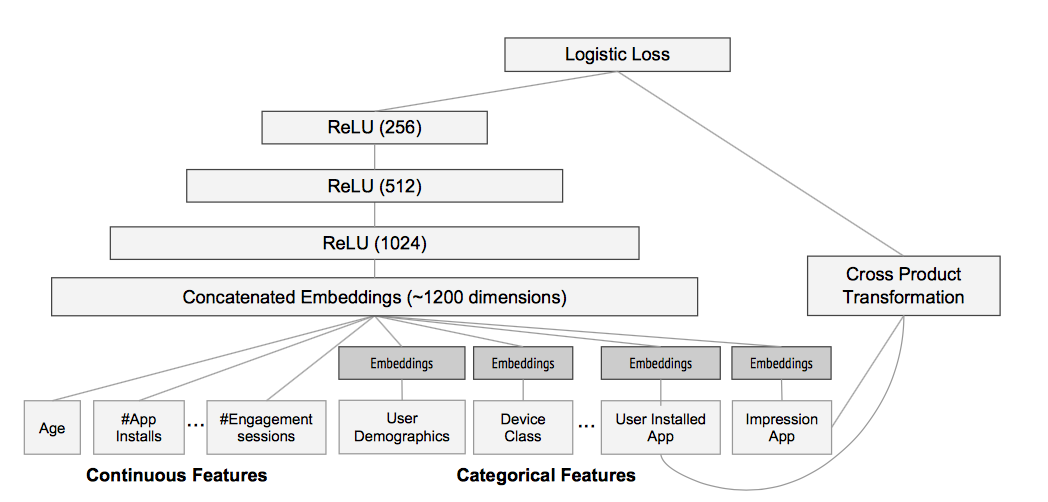 Logistic Loss
ReLU (256)
ReLU (512)
ReLU (1024)
Cross Product
Transformation
Concatenated Embeddings (~1200 dimensions)
Embeddings
Embeddings
Embeddings
Embeddings
Age
#App
Installs
...
#Engagement
sessions
User
Demographics
Device
Class
...
User Installed
App
Impression
App
Continuous Features
Categorical Features